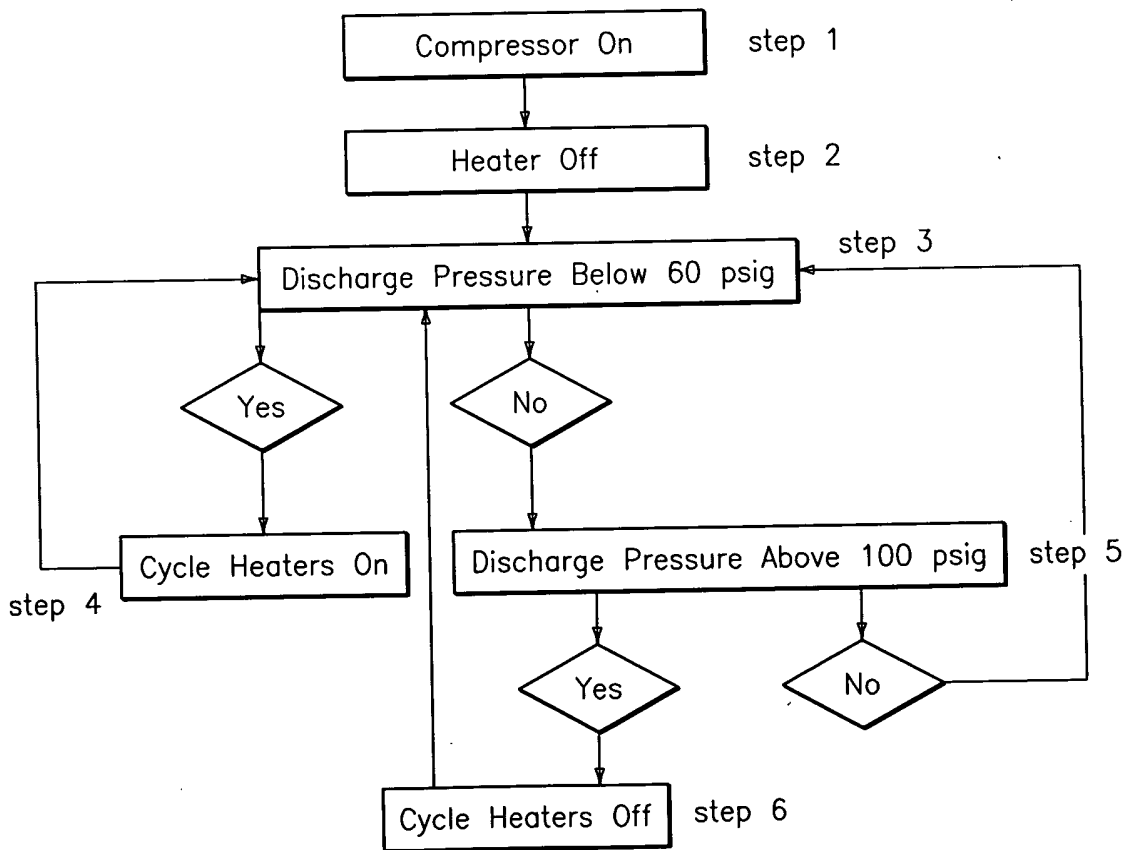 Compressor On
step 1
Heater Off
step 2
step 3
Discharge Pressure Below 60 psig
Yes
No
Cycle Heaters On
step 4
Discharge Pressure Above 100 psig
step 5
Yes
No
Cycle Heaters Off
step 6